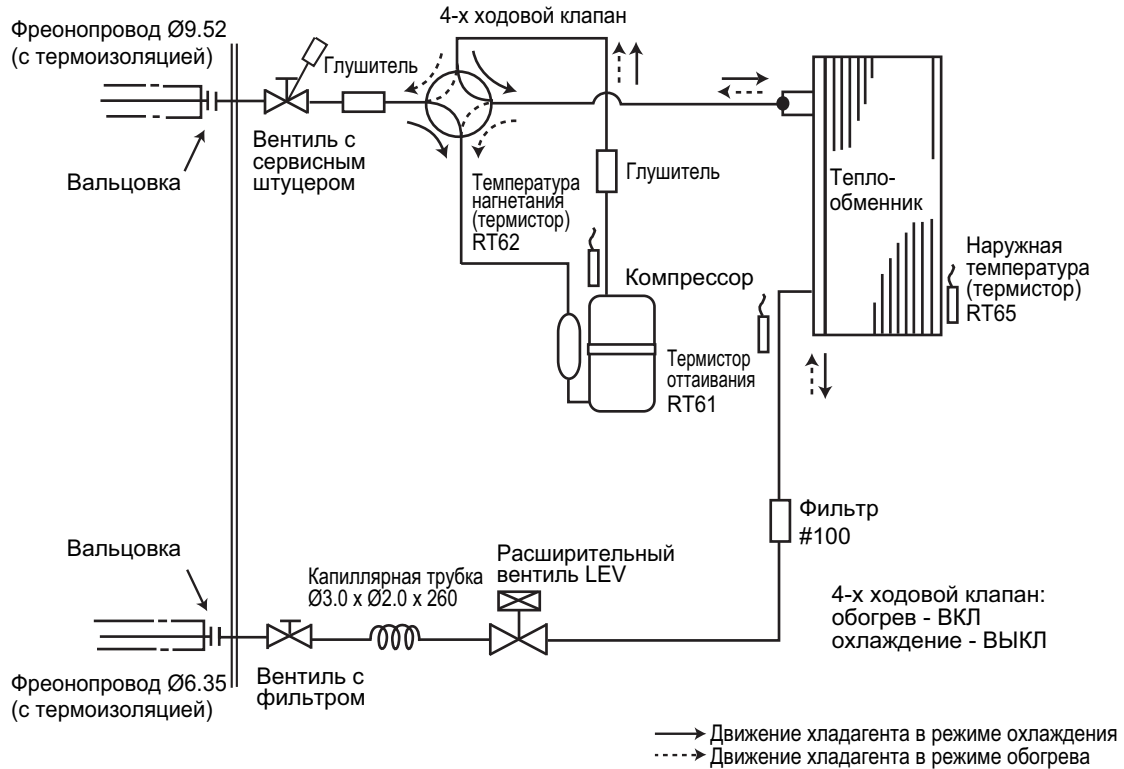 4-х ходовой клапан
Фреонопровод Ø9.52
(с термоизоляцией)
Глушитель
Вальцовка
Вентиль с
сервисным
штуцером
Температура
нагнетания
(термистор)
RT62
Глушитель
Компрессор
Тепло-
обменник
Наружная
температура
(термистор)
RT65
Термистор
оттаивания
RT61
Фильтр
#100
Вальцовка
Капиллярная трубка
Ø3.0 x Ø2.0 x 260
Расширительный
вентиль LEV
4-х ходовой клапан:
обогрев - ВКЛ
охлаждение - ВЫКЛ
Фреонопровод Ø6.35
(с термоизоляцией)
Вентиль с
фильтром
Движение хладагента в режиме охлаждения
Движение хладагента в режиме обогрева